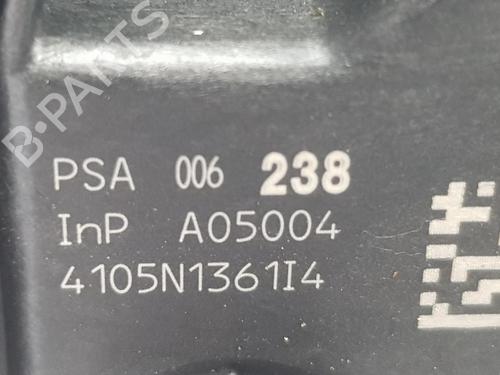 B-PARTS
PSA 006 238
InP A05004
4105N1361I4